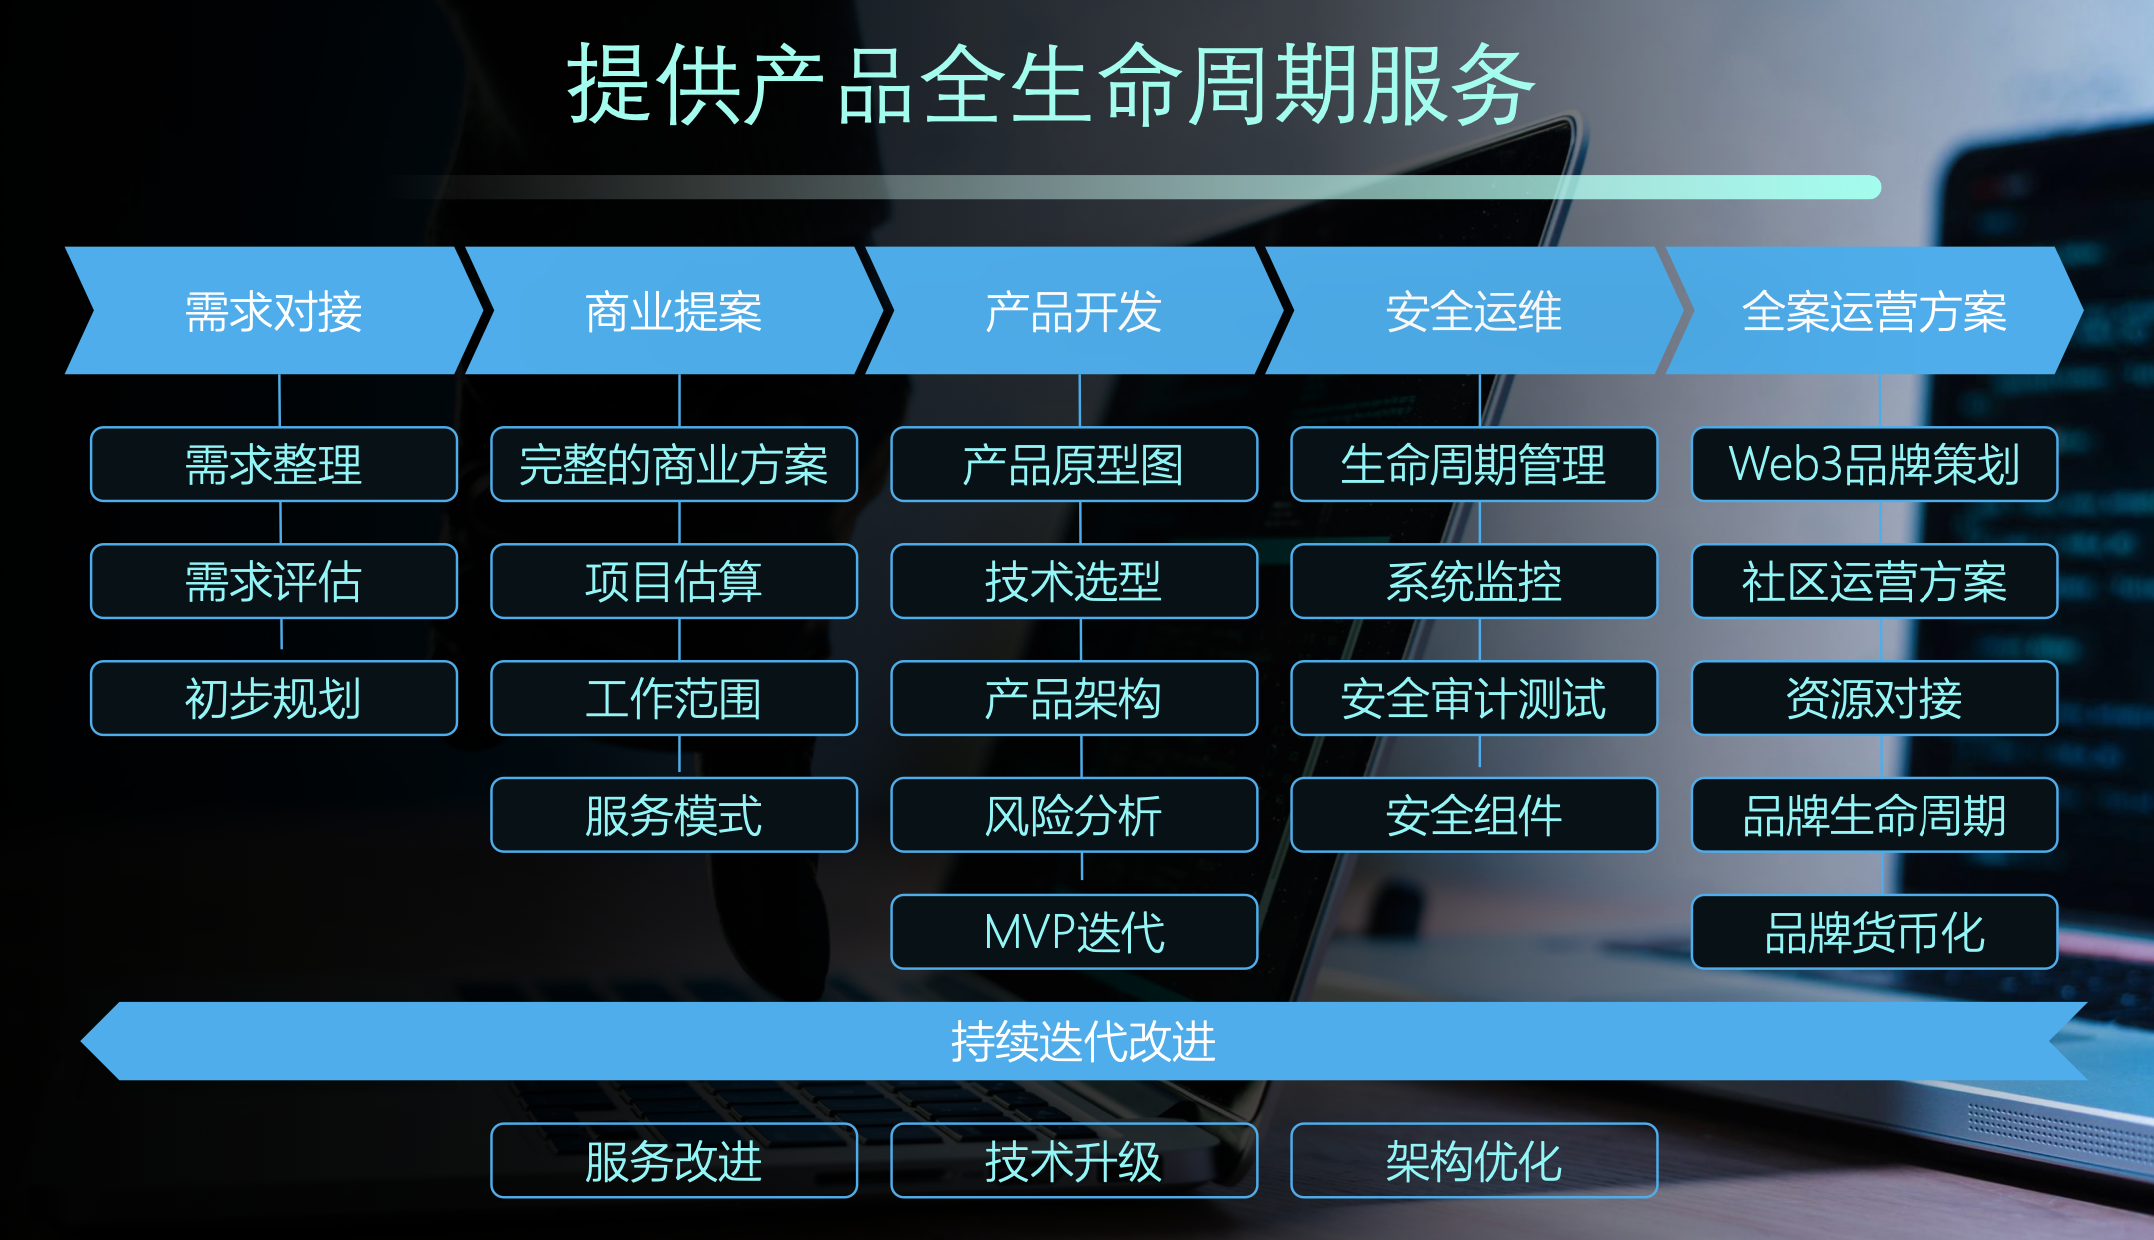 提供产品全生命周期服务
需求对接
商业提案
产品开发
安全运维
全案运营方案
需求整理
完整的商业方案
产品原型图
生命周期管理
Web3品牌策划
需求评估
项目估算
技术选型
系统监控
社区运营方案
初步规划
工作范围
产品架构
安全审计测试
资源对接
服务模式
风险分析
安全组件
品牌生命周期
MVP迭代
品牌货币化
持续迭代改进
服务改进
技术升级
架构优化